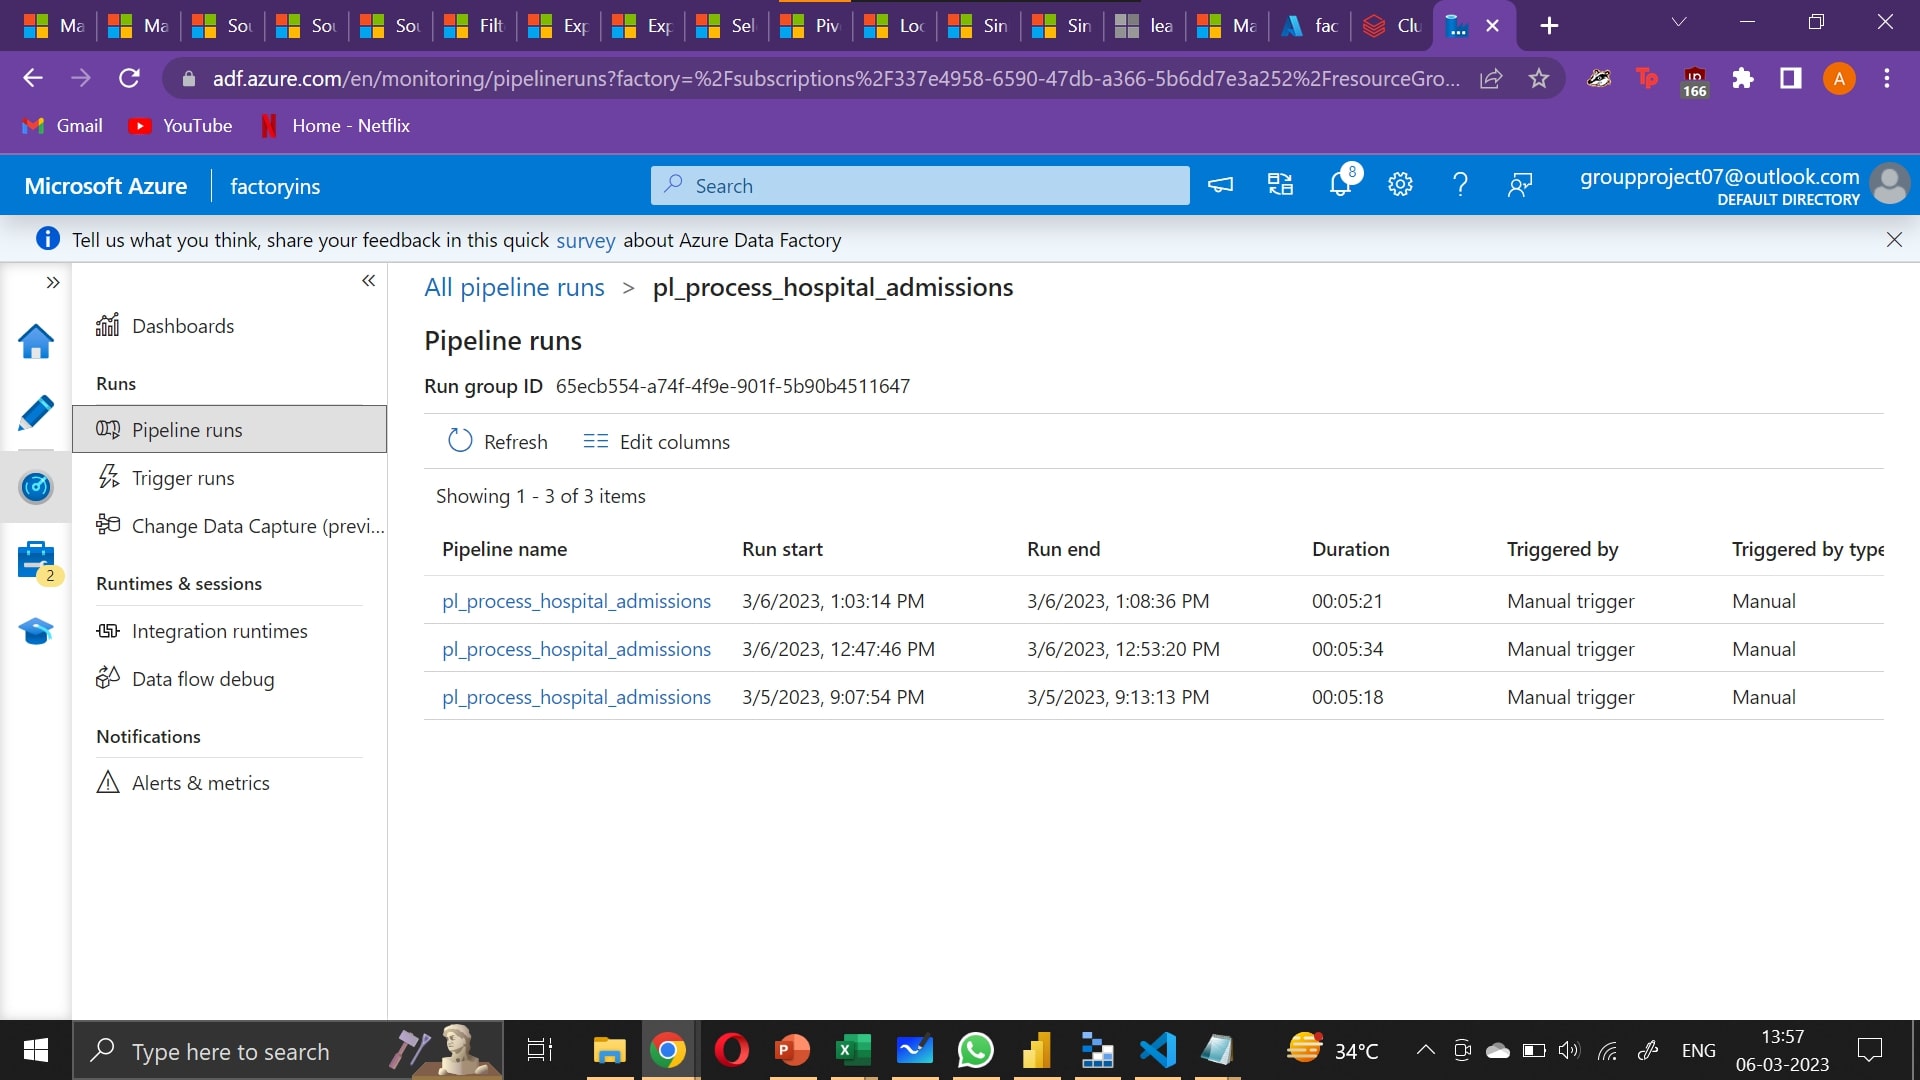 Ma Ma Sou Sou Sou Filt Exp Exp Sel Piv Loc Sin Sin lea Ma fac Clu
adf.azure.com/en/monitoring/pipelineruns?factory=%2Fsubscriptions%2F337e4958-6590-47db-a366-5b6dd7e3a252%2FresourceGro... Tp 166 A
Gmail YouTube Home - Netflix
Microsoft Azure factoryins Search 8 groupproject07@outlook.com
DEFAULT DIRECTORY
Tell us what you think, share your feedback in this quick survey about Azure Data Factory
All pipeline runs > pl_process_hospital_admissions
Dashboards
Pipeline runs
Runs
Run group ID 65ecb554-a74f-4f9e-901f-5b90b4511647
Pipeline runs
Refresh Edit columns
Trigger runs
Showing 1 - 3 of 3 items
Change Data Capture (previ...
Pipeline name Run start Run end Duration Triggered by Triggered by type
2
Runtimes & sessions
pl_process_hospital_admissions 3/6/2023, 1:03:14 PM 3/6/2023, 1:08:36 PM 00:05:21 Manual trigger Manual
Integration runtimes
pl_process_hospital_admissions 3/6/2023, 12:47:46 PM 3/6/2023, 12:53:20 PM 00:05:34 Manual trigger Manual
Data flow debug
pl_process_hospital_admissions 3/5/2023, 9:07:54 PM 3/5/2023, 9:13:13 PM 00:05:18 Manual trigger Manual
Notifications
Alerts & metrics
Type here to search 34°C ENG 13:57
06-03-2023